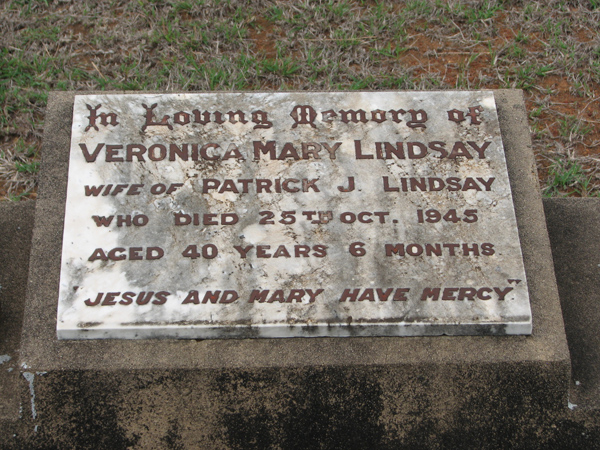 In Loving Memory of
VERONICA MARY LINDSAY
WIFE OF PATRICK J. LINDSAY
WHO DIED 25TH OCT. 1945
AGED 40 YEARS 6 MONTHS
"JESUS AND MARY HAVE MERCY."